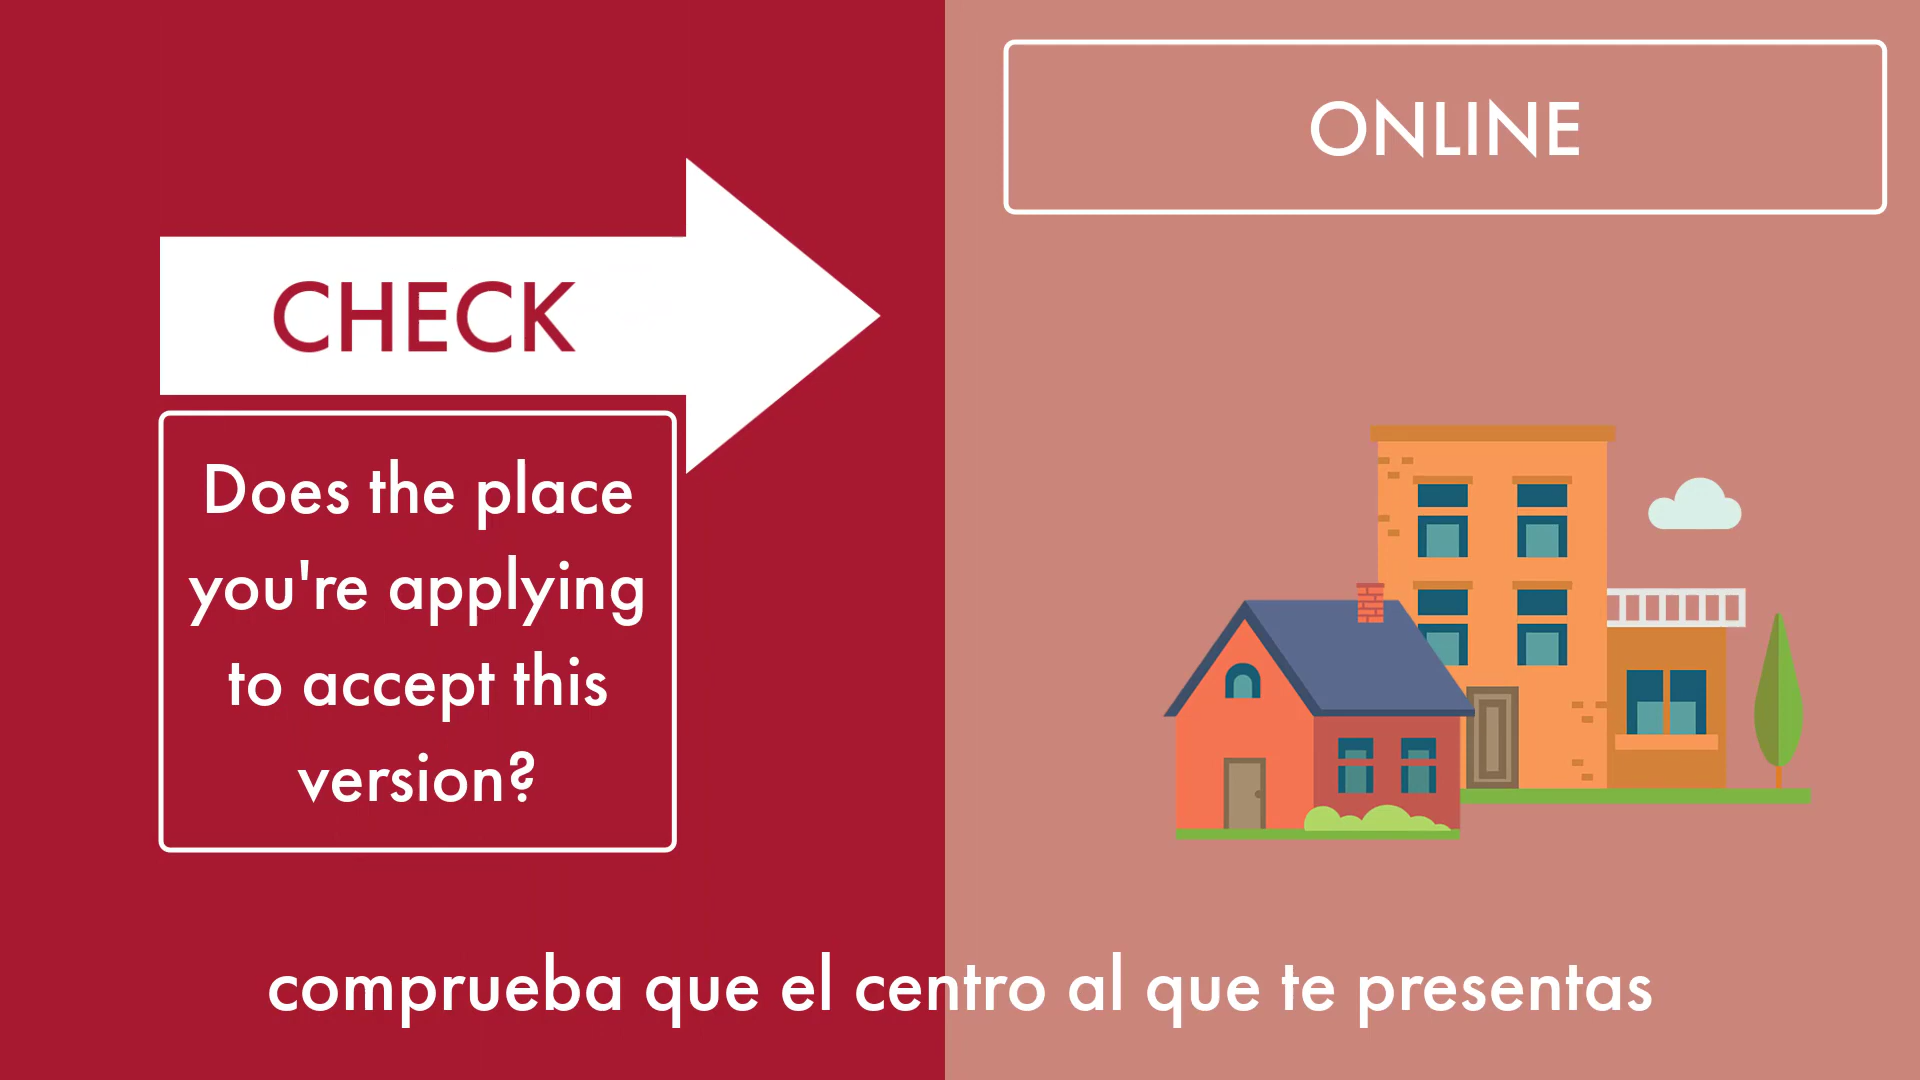 ONLINE
CHECK
Does the place
you're applying
to accept this
version?
comprueba que el centro al que te presentas